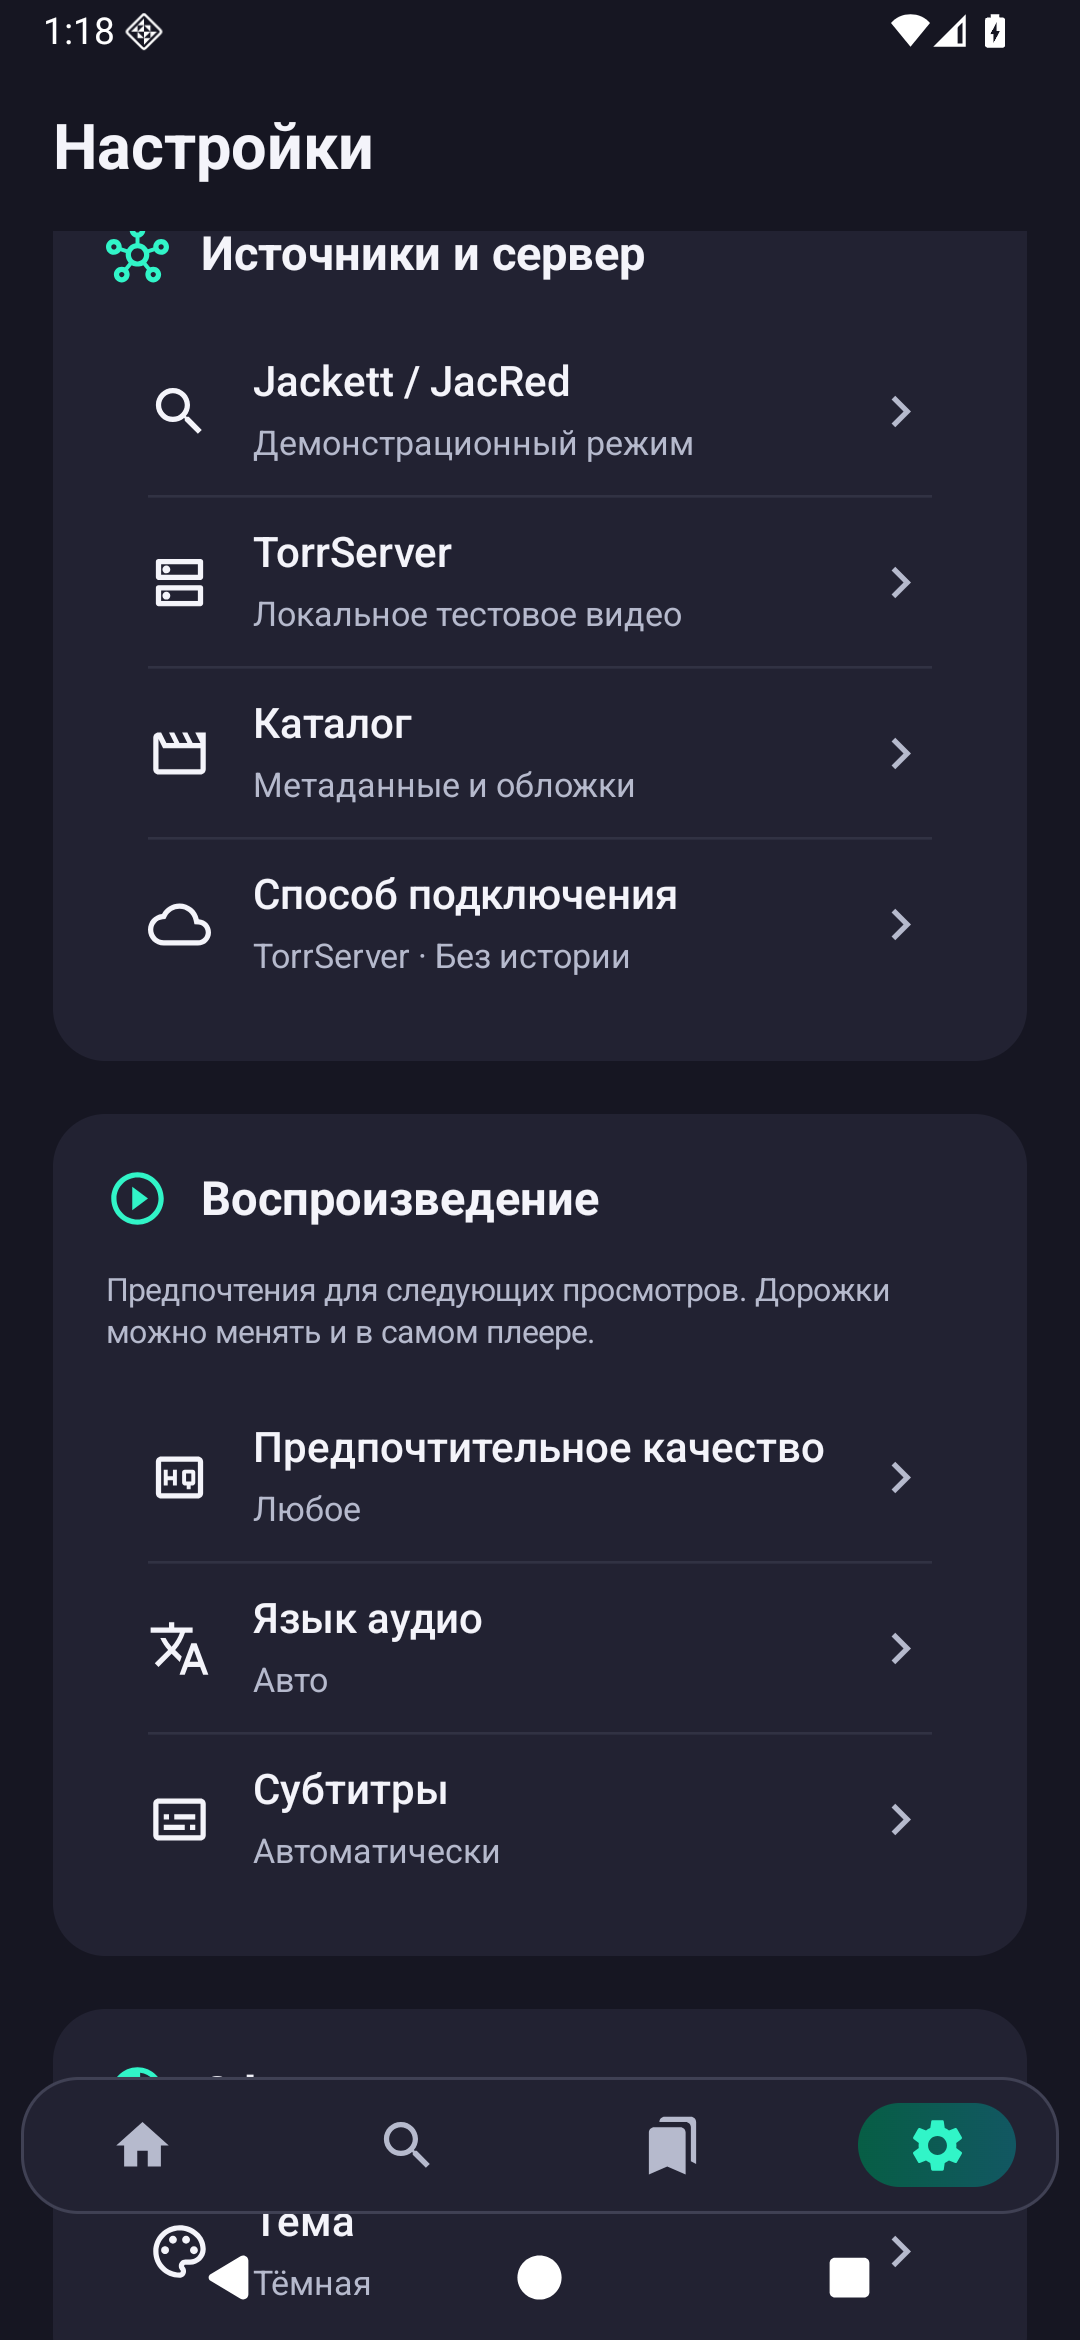 1:18
Настройки
Источники и сервер
Jackett / JacRed
Демонстрационный режим
TorrServer
Локальное тестовое видео
Каталог
Метаданные и обложки
Способ подключения
TorrServer · Без истории
Воспроизведение
Предпочтения для следующих просмотров. Дорожки
можно менять и в самом плеере.
Предпочтительное качество
HQ
Любое
Язык аудио
Авто
Субтитры
Автоматически
Тема
Тёмная